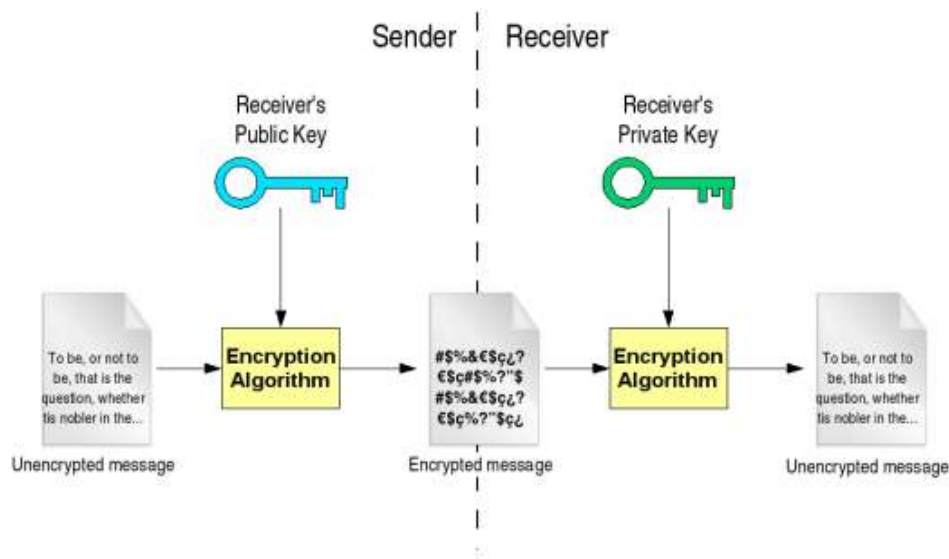 Sender
Receiver
Receiver's
Public Key
Receiver's
Private Key
To be, or not to
be, that is the
question, whether
tis nobler in the...
Unencrypted message
Encryption
Algorithm
#$%&€$ç¿?
€$ç#$%?"$
#$%&€$ç¿?
€$ç%?"$ç¿
Encrypted message
Encryption
Algorithm
To be, or not to
be, that is the
question, whether
tis nobler in the...
Unencrypted message